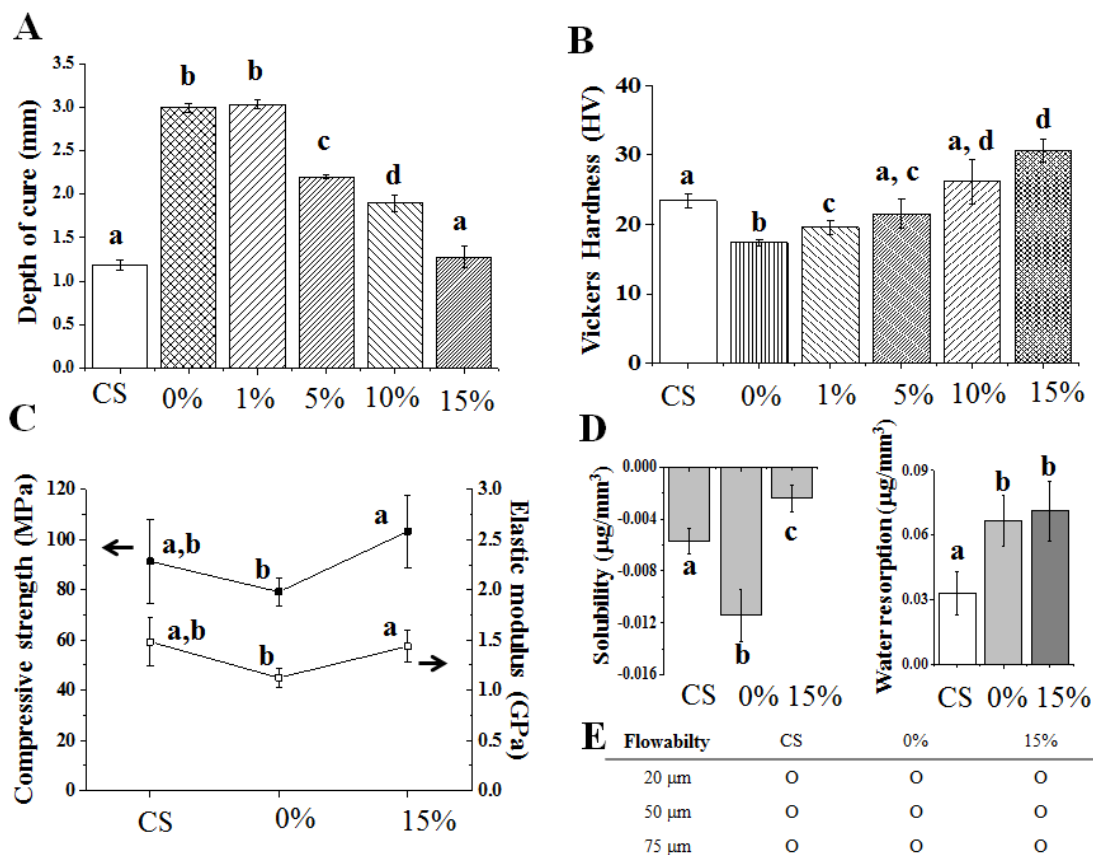 A
Depth of cure (mm)
3.5
3.0
2.5
2.0
1.5
1.0
0.5
0.0
a
b
b
c
d
a
CS 0% 1% 5% 10% 15%
B
Vickers Hardness (HV)
40
30
20
10
0
a
b
c
a, c
a, d
d
CS 0% 1% 5% 10% 15%
C
Compressive strength (MPa)
120
100
80
60
40
20
0
a,b
b
a
a,b
b
a
3.0
2.5
2.0
1.5
1.0
0.5
0.0
Elastic modulus (GPa)
CS 0% 15%
D
Solubility (µg/mm³)
0.000
-0.004
-0.008
-0.012
-0.016
a
b
c
CS 0% 15%
Water resorption (µg/mm³)
0.09
0.06
0.03
0.00
a
b
b
CS 0% 15%
E
Flowabilty CS 0% 15%
20 µm O O O
50 µm O O O
75 µm O O O